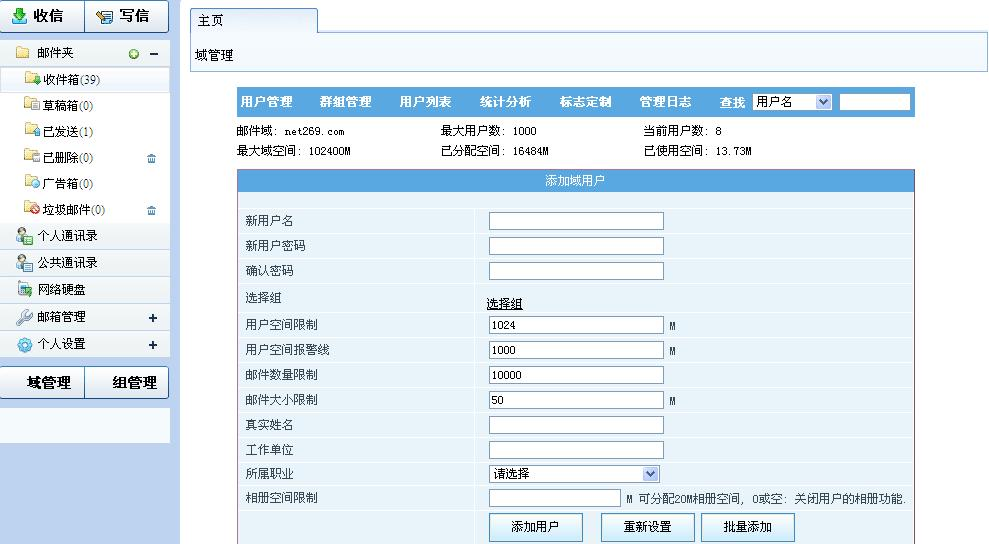 收信 写信
邮件夹
收件箱(39)
草稿箱(0)
已发送(1)
已删除(0)
广告箱(0)
垃圾邮件(0)
个人通讯录
公共通讯录
网络硬盘
邮箱管理
个人设置
域管理 组管理
主页
域管理
用户管理 群组管理 用户列表 统计分析 标志定制 管理日志 查找 用户名
邮件域: net269.com 最大用户数: 1000 当前用户数: 8
最大域空间: 102400M 已分配空间: 16484M 已使用空间: 13.73M
添加域用户
新用户名
新用户密码
确认密码
选择组 选择组
用户空间限制 1024 M
用户空间报警线 1000 M
邮件数量限制 10000
邮件大小限制 50 M
真实姓名
工作单位
所属职业 请选择
相册空间限制 M 可分配20M相册空间, 0或空: 关闭用户的相册功能.
添加用户 重新设置 批量添加